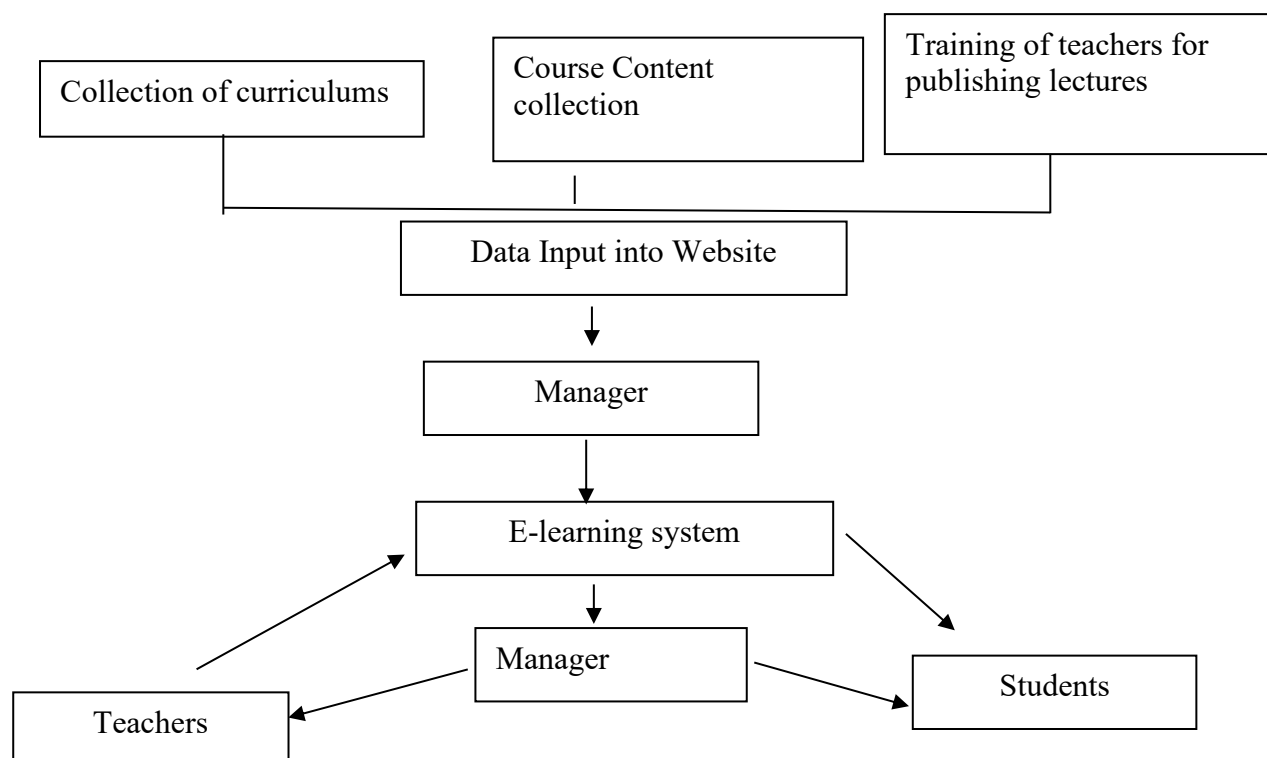 Collection of curriculums
Course Content
collection
Training of teachers for
publishing lectures
Data Input into Website
Manager
E-learning system
Manager
Students
Teachers